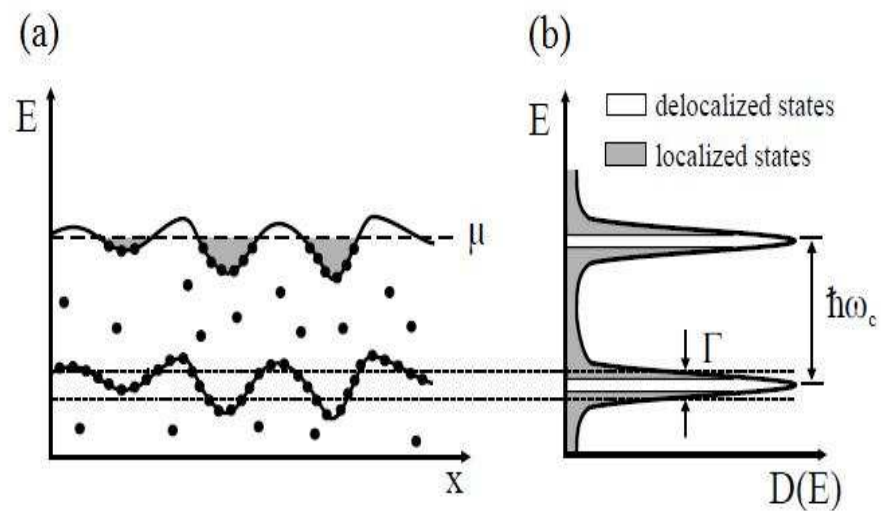 (a)
E
μ
x
(b)
E
delocalized states
localized states
Γ
ħω_c
D(E)